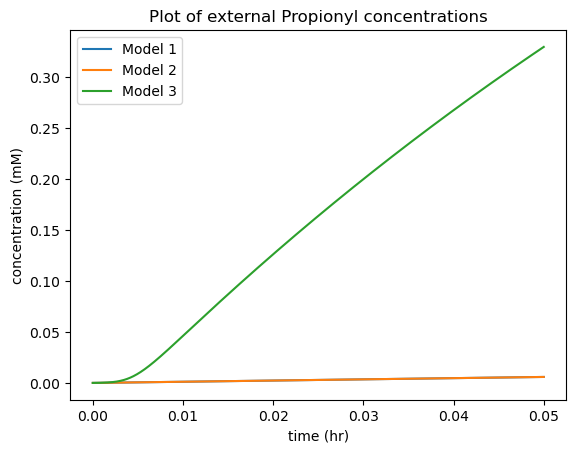 Plot of external Propionyl concentrations
Model 1
Model 2
Model 3
0.30
0.25
0.20
0.15
0.10
0.05
0.00
concentration (mM)
0.00 0.01 0.02 0.03 0.04 0.05
time (hr)